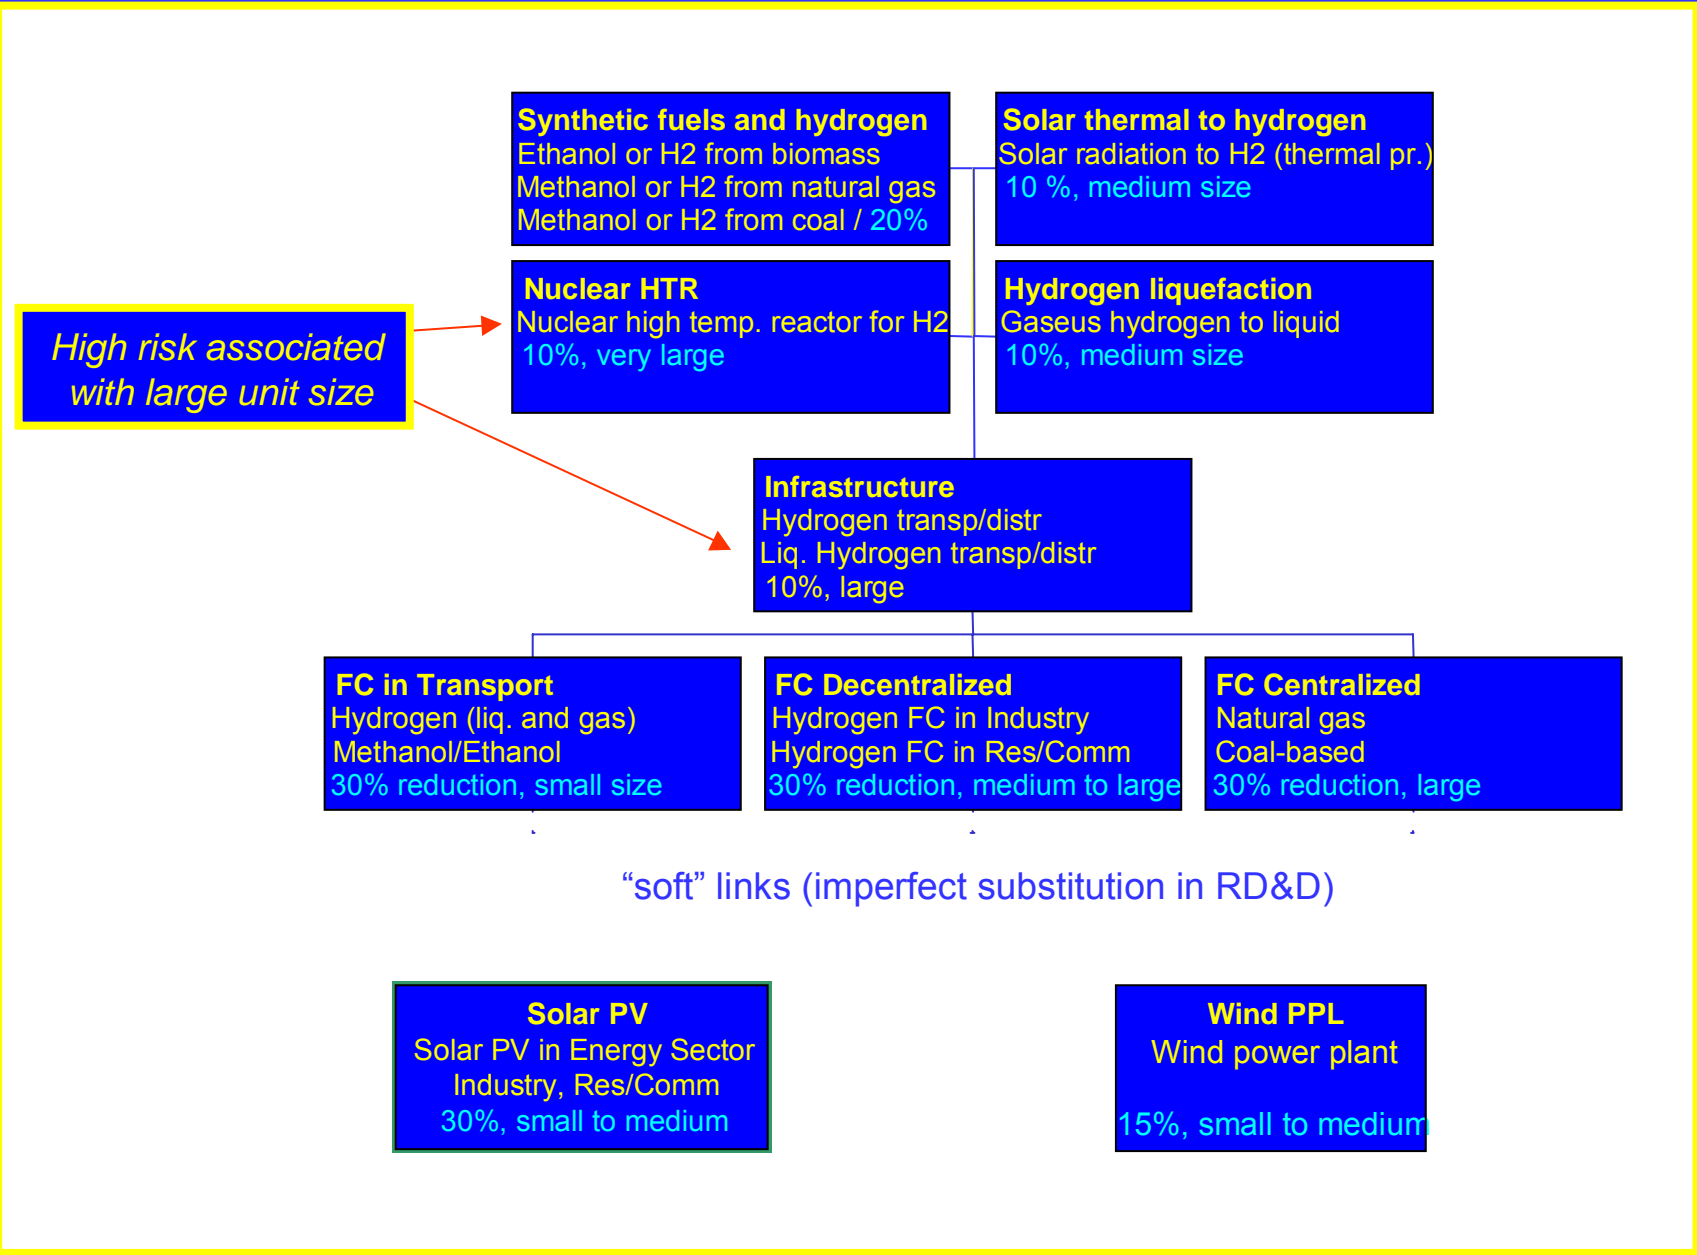 Synthetic fuels and hydrogen
Ethanol or H2 from biomass
Methanol or H2 from natural gas
Methanol or H2 from coal / 20%
Solar thermal to hydrogen
Solar radiation to H2 (thermal pr.)
10 %, medium size
Nuclear HTR
Nuclear high temp. reactor for H2
10%, very large
Hydrogen liquefaction
Gaseus hydrogen to liquid
10%, medium size
High risk associated
with large unit size
Infrastructure
Hydrogen transp/distr
Liq. Hydrogen transp/distr
10%, large
FC in Transport
Hydrogen (liq. and gas)
Methanol/Ethanol
30% reduction, small size
FC Decentralized
Hydrogen FC in Industry
Hydrogen FC in Res/Comm
30% reduction, medium to large
FC Centralized
Natural gas
Coal-based
30% reduction, large
“soft” links (imperfect substitution in RD&D)
Solar PV
Solar PV in Energy Sector
Industry, Res/Comm
30%, small to medium
Wind PPL
Wind power plant
15%, small to medium